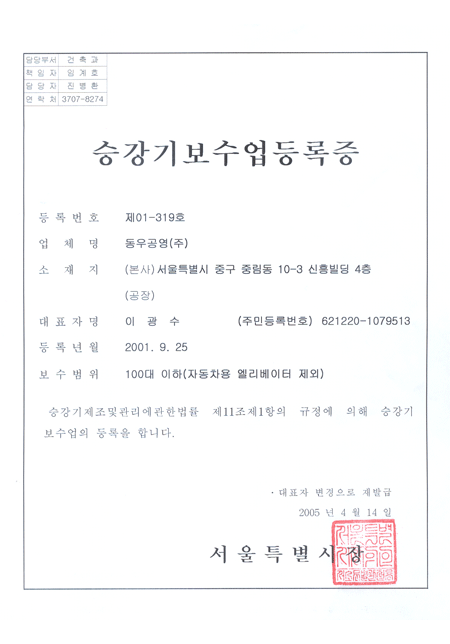 담당부서 건 축 과
책 임 자 임 계 호
담 당 자 진 병 환
연 락 처 3707-8274
승강기보수업등록증
등 록 번 호 제01-319호
업 체 명 동우공영(주)
소 재 지 (본사)서울특별시 중구 중림동 10-3 신흥빌딩 4층
(공장)
대 표 자 명 이 광 수 (주민등록번호) 621220-1079513
등 록 년 월 2001. 9. 25
보 수 범 위 100대 이하(자동차용 엘리베이터 제외)
승강기제조및관리에관한법률 제11조제1항의 규정에 의해 승강기
보수업의 등록을 합니다.
· 대표자 변경으로 재발급
2005 년 4 월 14 일
서 울 특 별 시 장